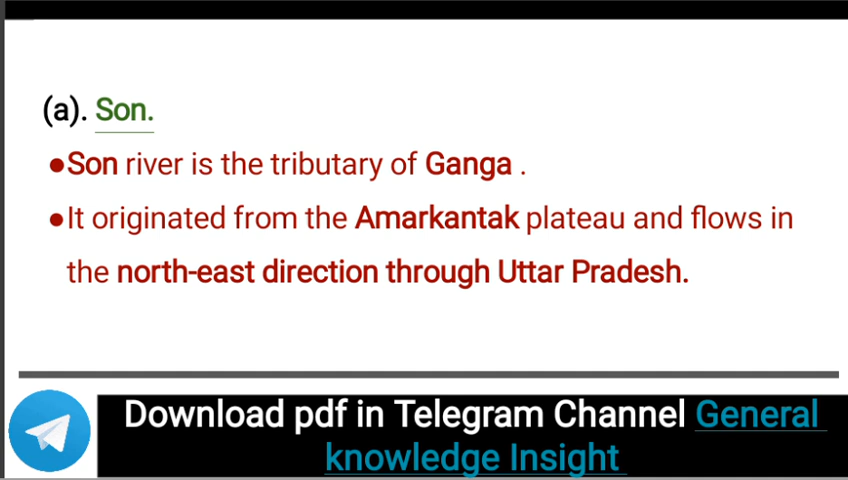 (a). Son.
●Son river is the tributary of Ganga .
●It originated from the Amarkantak plateau and flows in
the north-east direction through Uttar Pradesh.
Download pdf in Telegram Channel General
knowledge Insight